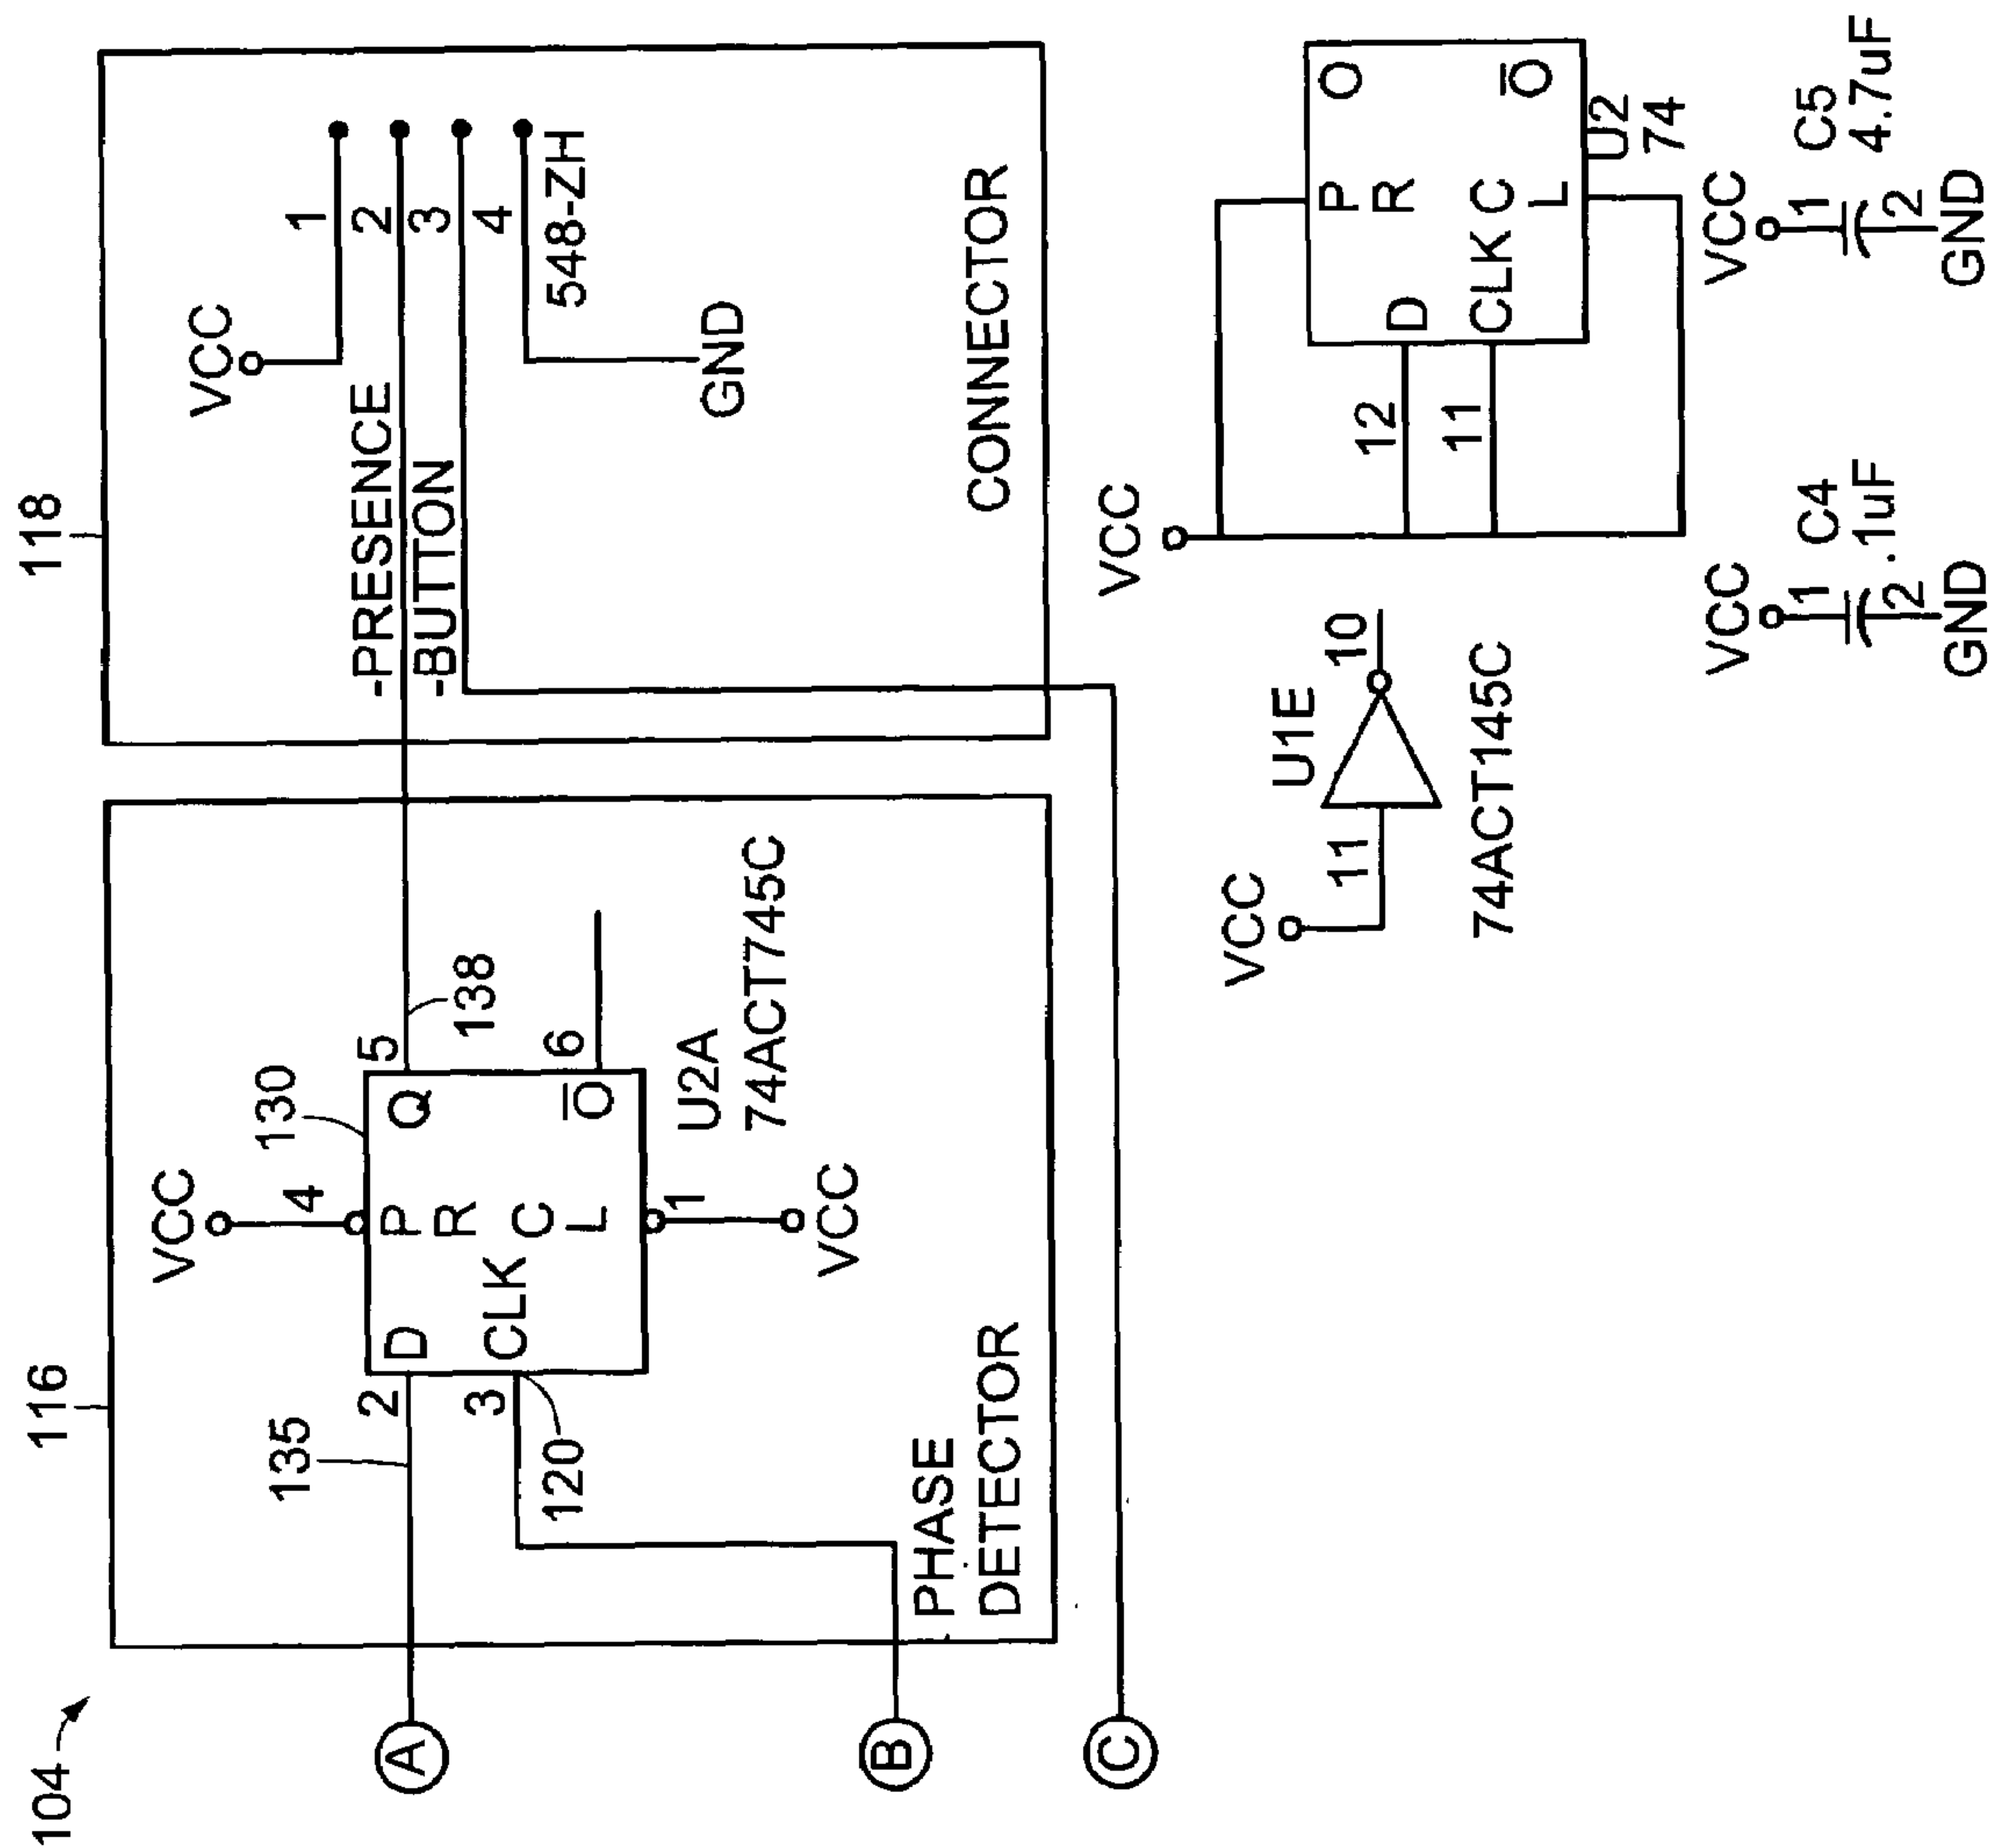 104
116
118
A
B
C
135
2
3
120
D
CLK
P
R
C
L
Q
O
VCC
4
130
5
138
6
1
VCC
U2A
74ACT745C
PHASE
DETECTOR
-PRESENCE
-BUTTON
VCC
1
2
3
4
548-ZH
GND
CONNECTOR
VCC
11
U1E
10
74ACT145C
VCC
12
11
D
CLK
P
R
C
L
O
O
U2
74
VCC
1
C4
.1uF
2
GND
VCC
1
C5
4.7uF
2
GND